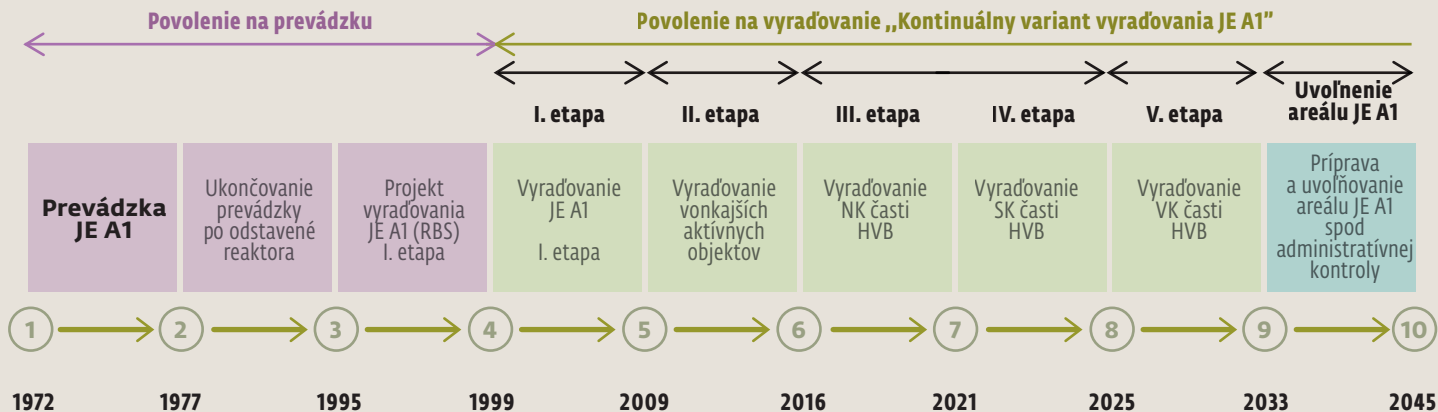 Povolenie na prevádzku
Povolenie na vyraďovanie ,,Kontinuálny variant vyraďovania JE A1”
I. etapa
II. etapa
III. etapa
IV. etapa
V. etapa
Uvoľnenie
areálu JE A1
Prevádzka
JE A1
Ukončovanie
prevádzky
po odstavené
reaktora
Projekt
vyraďovania
JE A1 (RBS)
I. etapa
Vyraďovanie
JE A1
I. etapa
Vyraďovanie
vonkajších
aktívnych
objektov
Vyraďovanie
NK časti
HVB
Vyraďovanie
SK časti
HVB
Vyraďovanie
VK časti
HVB
Príprava
a uvoľňovanie
areálu JE A1
spod
administratívnej
kontroly
1 2 3 4 5 6 7 8 9 10
1972 1977 1995 1999 2009 2016 2021 2025 2033 2045